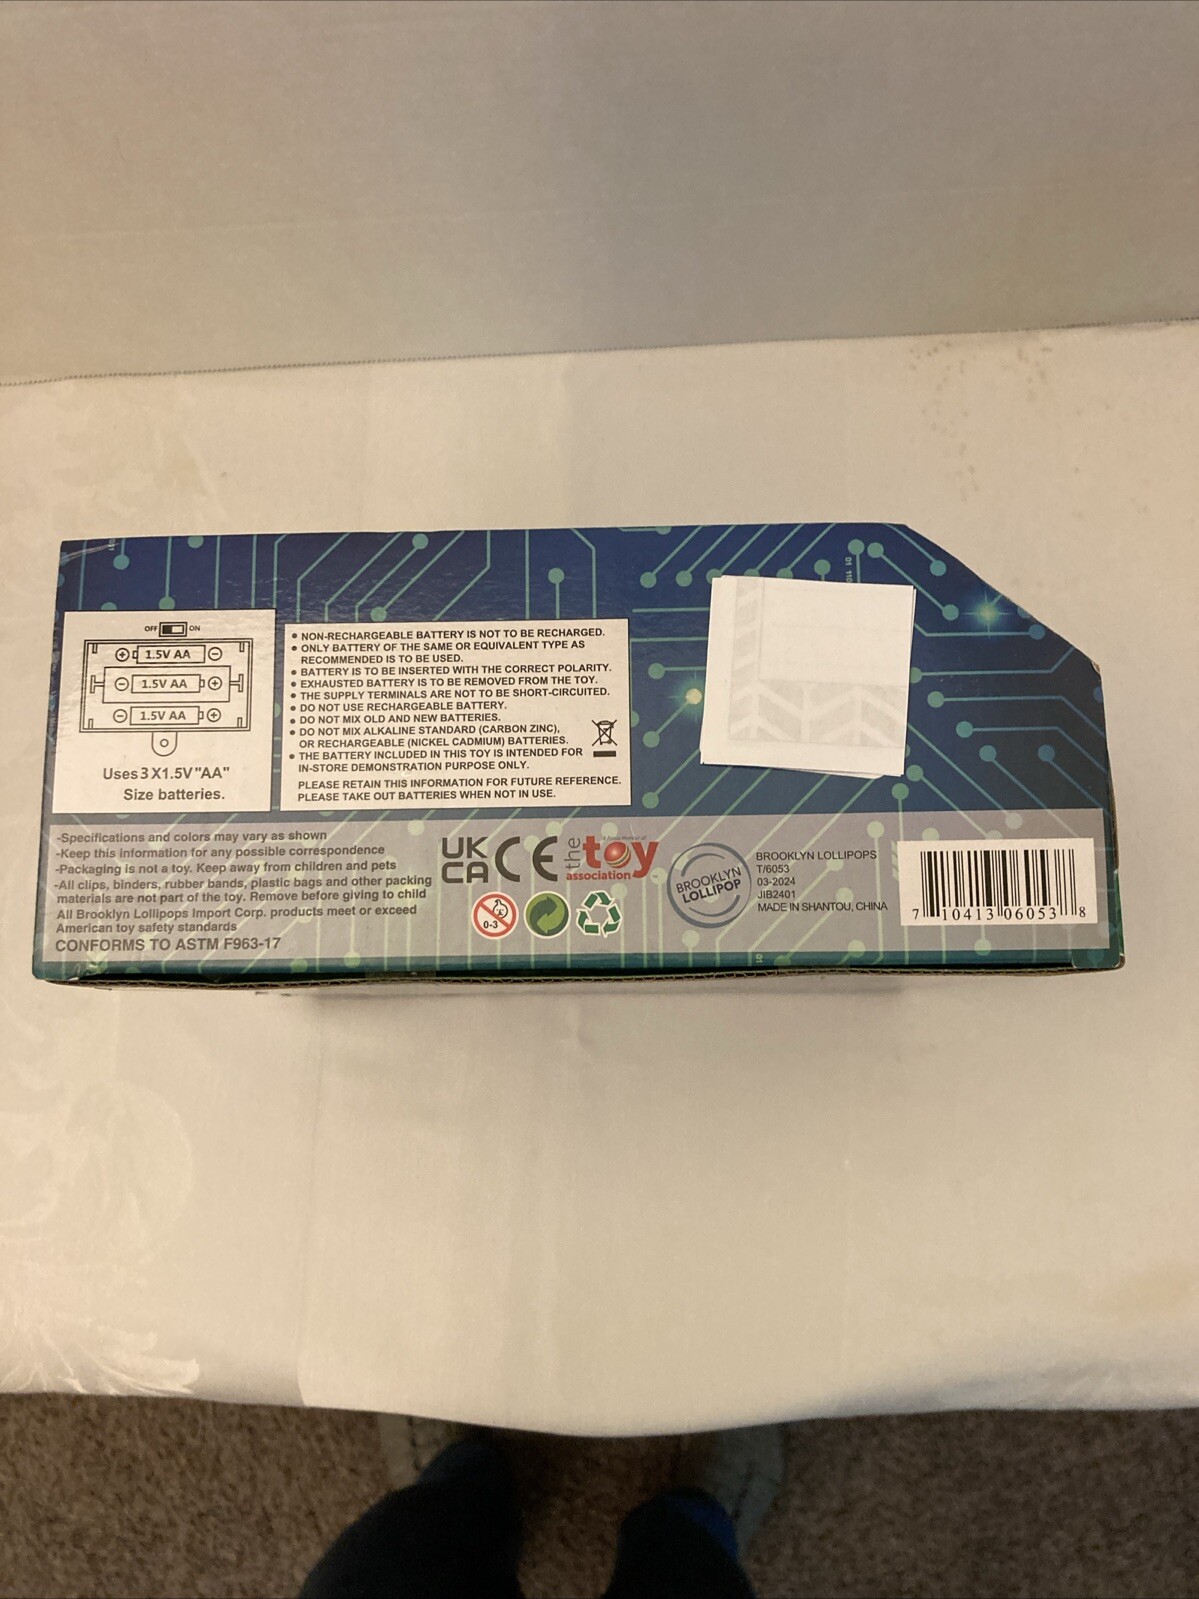 OFF ON
1.5V AA
1.5V AA
1.5V AA
Uses 3 X1.5V "AA"
Size batteries.
• NON-RECHARGEABLE BATTERY IS NOT TO BE RECHARGED.
• ONLY BATTERY OF THE SAME OR EQUIVALENT TYPE AS
RECOMMENDED IS TO BE USED.
• BATTERY IS TO BE INSERTED WITH THE CORRECT POLARITY.
• EXHAUSTED BATTERY IS TO BE REMOVED FROM THE TOY.
• THE SUPPLY TERMINALS ARE NOT TO BE SHORT-CIRCUITED.
• DO NOT USE RECHARGEABLE BATTERY.
• DO NOT MIX OLD AND NEW BATTERIES.
• DO NOT MIX ALKALINE STANDARD (CARBON ZINC),
OR RECHARGEABLE (NICKEL CADMIUM) BATTERIES.
• THE BATTERY INCLUDED IN THIS TOY IS INTENDED FOR
IN-STORE DEMONSTRATION PURPOSE ONLY.
PLEASE RETAIN THIS INFORMATION FOR FUTURE REFERENCE.
PLEASE TAKE OUT BATTERIES WHEN NOT IN USE.
-Specifications and colors may vary as shown
-Keep this information for any possible correspondence
-Packaging is not a toy. Keep away from children and pets
-All clips, binders, rubber bands, plastic bags and other packing
materials are not part of the toy. Remove before giving to child
All Brooklyn Lollipops Import Corp. products meet or exceed
American toy safety standards
CONFORMS TO ASTM F963-17
UK
CA
CE
the toy
association
0-3
BROOKLYN
LOLLIPOP
BROOKLYN LOLLIPOPS
T/6053
03-2024
JIB2401
MADE IN SHANTOU, CHINA
7 10413 06053 8